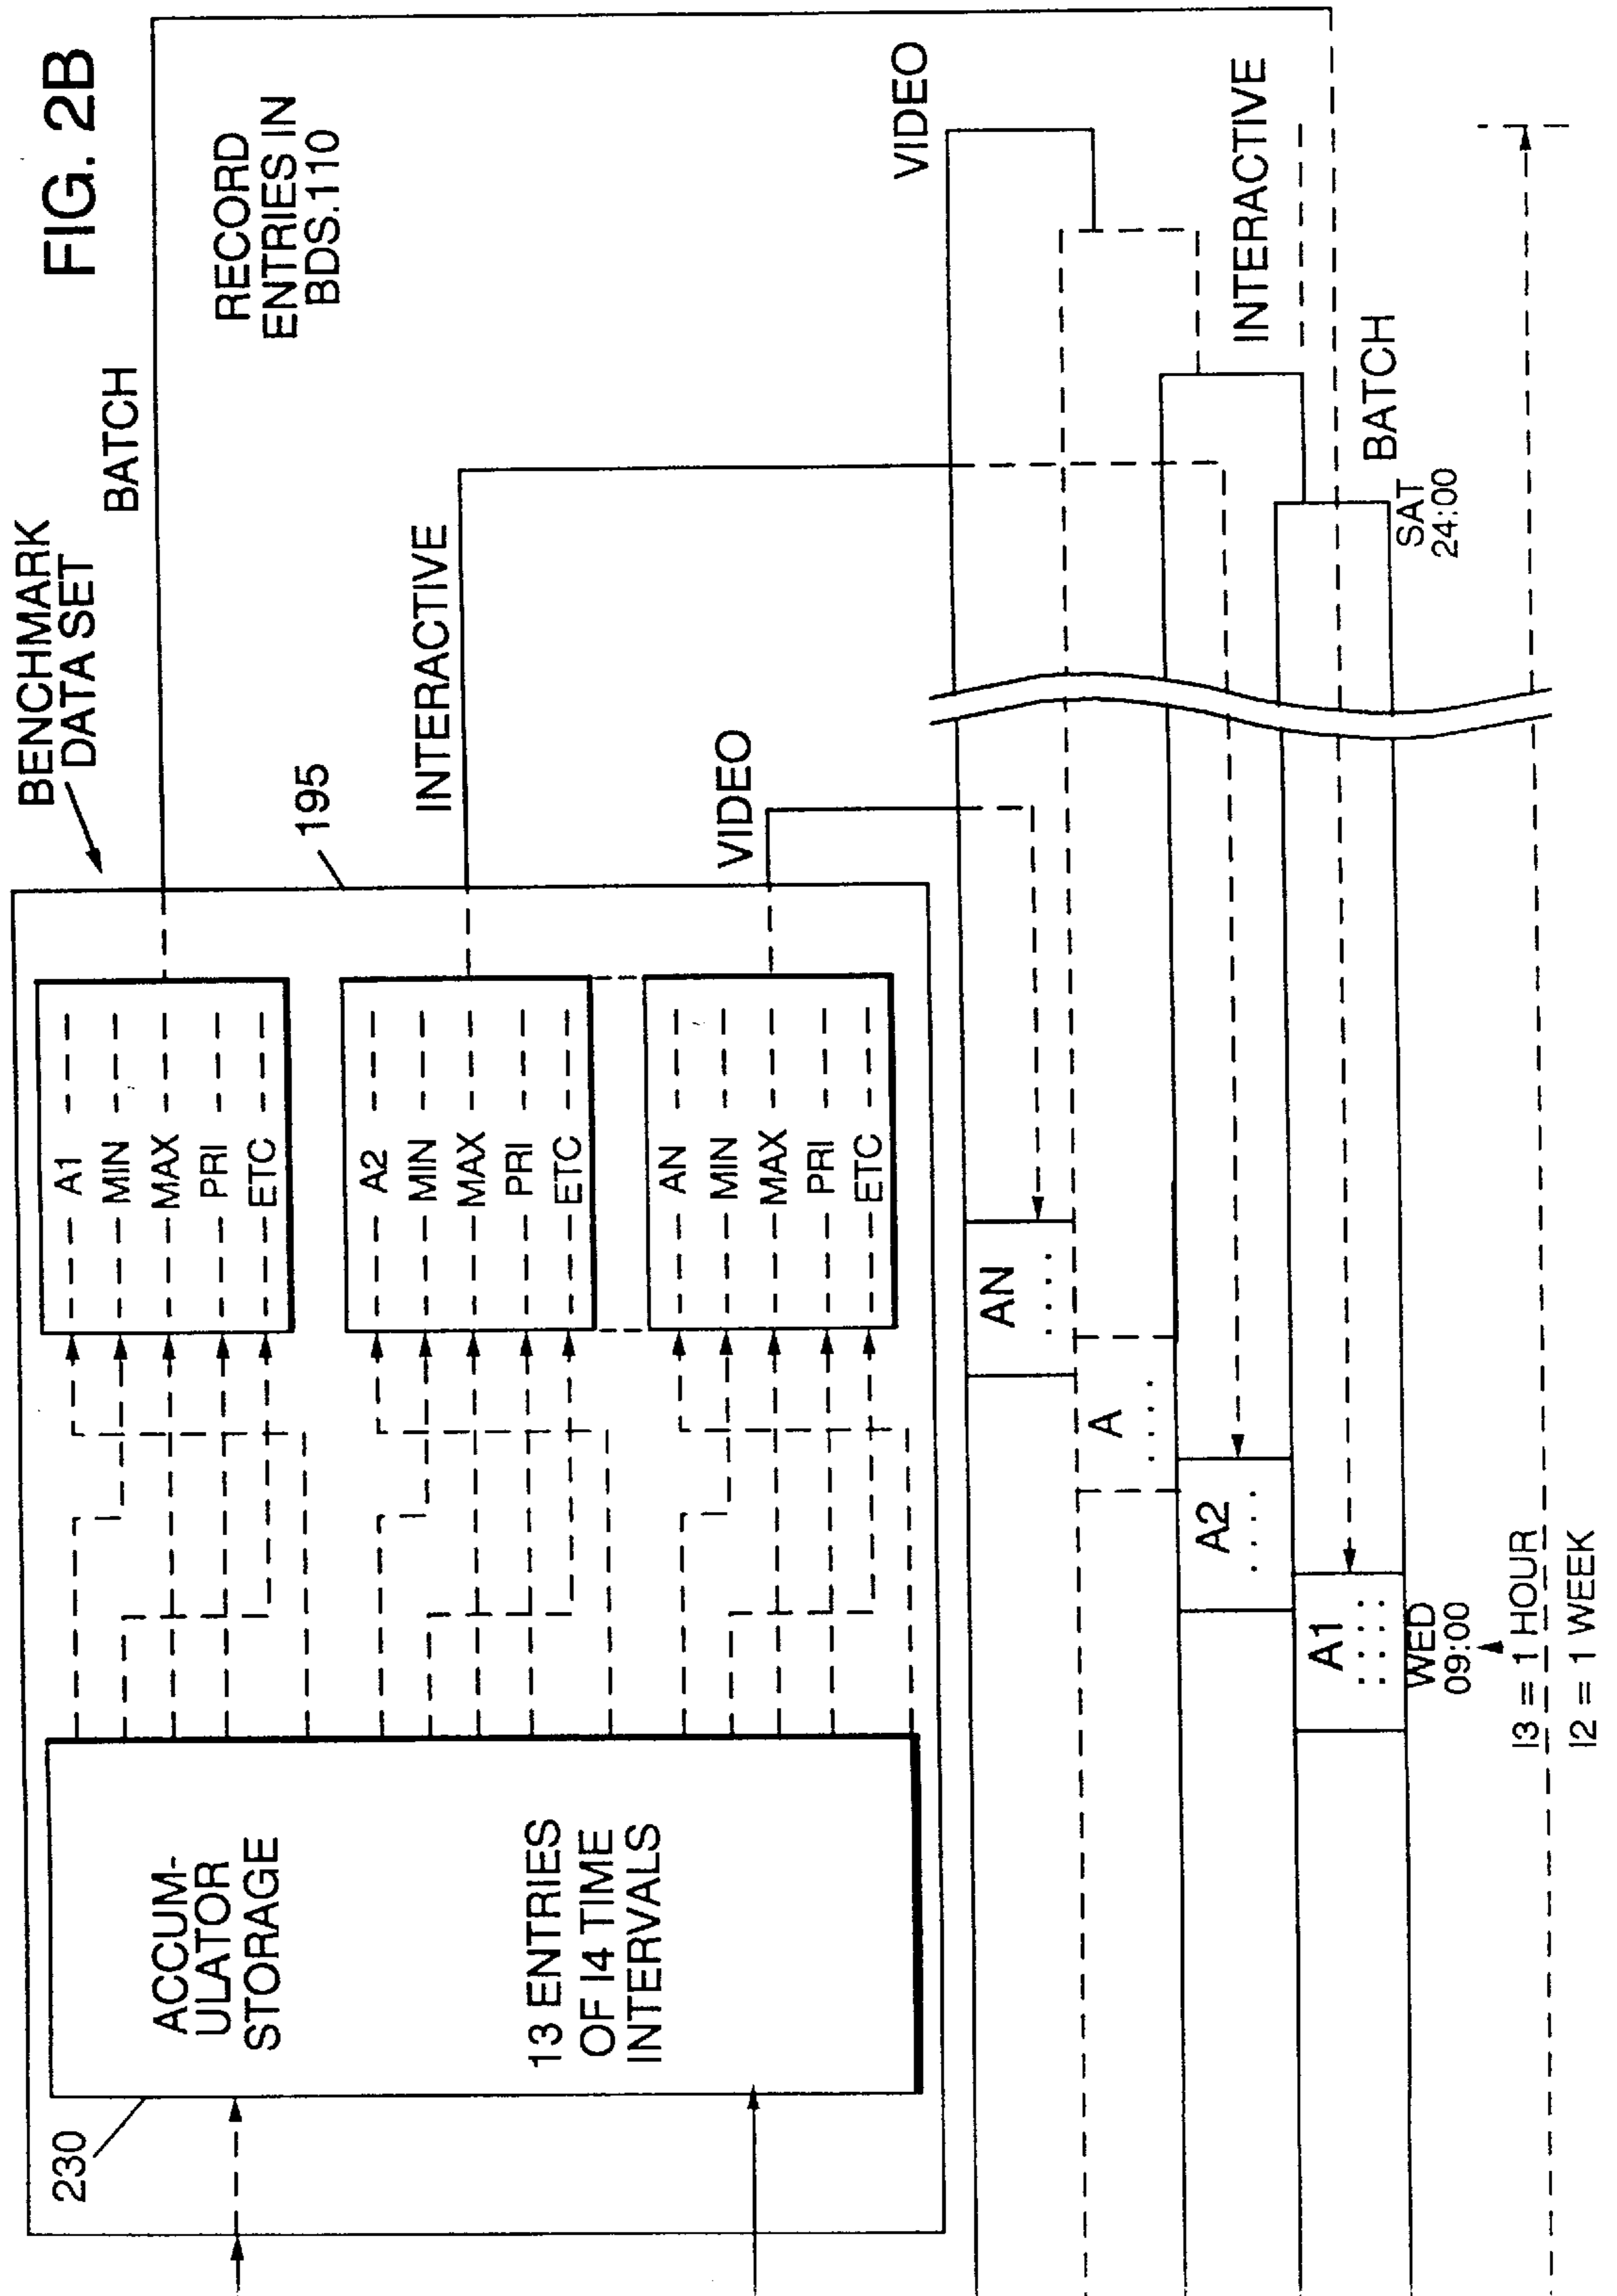 FIG. 2B
BENCHMARK
DATA SET
BATCH
RECORD
ENTRIES IN
BDS.110
INTERACTIVE
195
VIDEO
230
ACCUM-
ULATOR
STORAGE
13 ENTRIES
OF I4 TIME
INTERVALS
A1
MIN
MAX
PRI
ETC
A2
MIN
MAX
PRI
ETC
AN
MIN
MAX
PRI
ETC
VIDEO
INTERACTIVE
BATCH
SAT
24:00
AN
A
A2
A1
WED
09:00
I3 = 1 HOUR
I2 = 1 WEEK